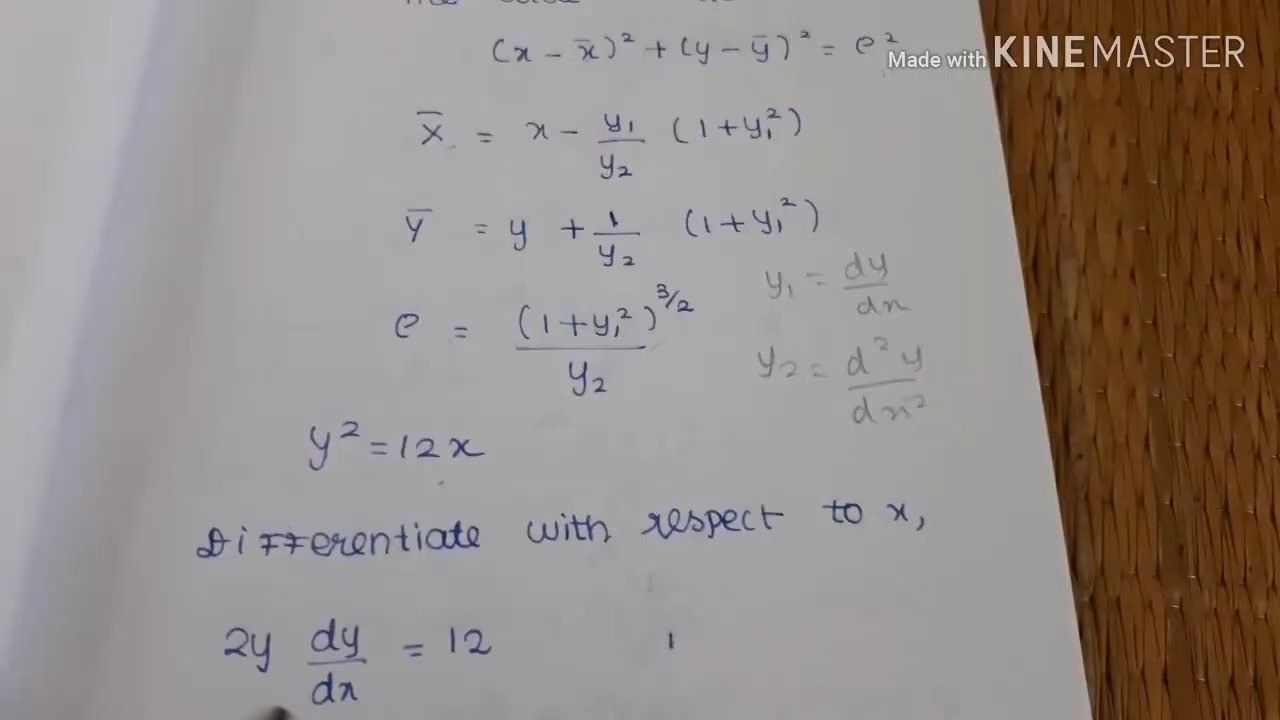 (x - x̄)² + (y - ȳ)² = ρ²
Made with KINEMASTER
X̄ = x - y₁/y₂ (1 + y₁²)
Ȳ = y + 1/y₂ (1 + y₁²)
y₁ = dy/dx
ρ = (1 + y₁²)^3/2 / y₂
y₂ = d²y/dx²
y² = 12x
Differentiate with respect to x,
2y dy/dx = 12